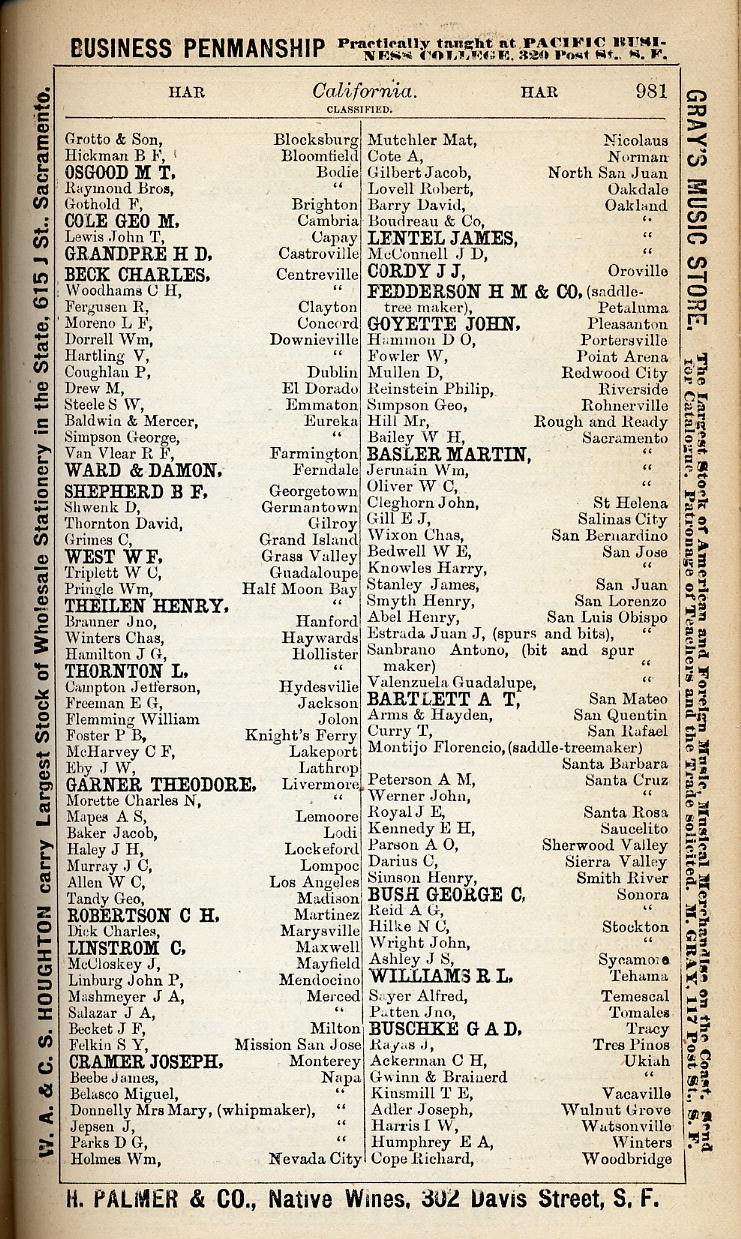 BUSINESS PENMANSHIP Practically taught at PACIFIC BUSI-
NESS COLLEGE, 320 Post St., S. F.
HAR California. HAR 981
CLASSIFIED.
Grotto & Son, Blocksburg
Hickman B F, Bloomfield
OSGOOD M T. Bodie
Raymond Bros, "
Gothold F, Brighton
COLE GEO M. Cambria
Lewis John T, Capay
GRANDPRE H D. Castroville
BECK CHARLES. Centreville
Woodhams C H, "
Fergusen R, Clayton
Moreno L F, Concord
Dorrell Wm, Downieville
Hartling V, "
Coughlan P, Dublin
Drew M, El Dorado
Steele S W, Emmaton
Baldwin & Mercer, Eureka
Simpson George, "
Van Vlear R F, Farmington
WARD & DAMON. Ferndale
SHEPHERD B F. Georgetown
Shwenk D, Germantown
Thornton David, Gilroy
Grimes C, Grand Island
WEST W F. Grass Valley
Triplett W C, Guadaloupe
Pringle Wm, Half Moon Bay
THEILEN HENRY. "
Branner Jno, Hanford
Winters Chas, Haywards
Hamilton J G, Hollister
THORNTON L. "
Campton Jefferson, Hydesville
Freeman E G, Jackson
Flemming William Jolon
Foster P B, Knight's Ferry
McHarvey C F, Lakeport
Eby J W, Lathrop
GARNER THEODORE. Livermore
Morette Charles N, "
Mapes A S, Lemoore
Baker Jacob, Lodi
Haley J H, Lockeford
Murray J C, Lompoc
Allen W C, Los Angeles
Tandy Geo, Madison
ROBERTSON C H. Martinez
Dick Charles, Marysville
LINSTROM C. Maxwell
McCloskey J, Mayfield
Linburg John P, Mendocino
Mashmeyer J A, Merced
Salazar J A, "
Becket J F, Milton
Felkin S Y, Mission San Jose
CRAMER JOSEPH. Monterey
Beebe James, Napa
Belasco Miguel, "
Donnelly Mrs Mary, (whipmaker), "
Jepsen J, "
Parks D G, "
Holmes Wm, Nevada City
Mutchler Mat, Nicolaus
Cote A, Norman
Gilbert Jacob, North San Juan
Lovell Robert, Oakdale
Barry David, Oakland
Boudreau & Co, "
LENTEL JAMES, "
McConnell J D, "
CORDY J J, Oroville
FEDDERSON H M & CO, (saddle-
tree maker), Petaluma
GOYETTE JOHN. Pleasanton
Hammon D O, Portersville
Fowler W, Point Arena
Mullen D, Redwood City
Reinstein Philip, Riverside
Simpson Geo, Rohnerville
Hill Mr, Rough and Ready
Bailey W H, Sacramento
BASLER MARTIN, "
Jermain Wm, "
Oliver W C, "
Cleghorn John, St Helena
Gill E J, Salinas City
Wixon Chas, San Bernardino
Bedwell W E, San Jose
Knowles Harry, "
Stanley James, San Juan
Smyth Henry, San Lorenzo
Abel Henry, San Luis Obispo
Estrada Juan J, (spurs and bits), "
Sanbrano Antono, (bit and spur
maker) "
Valenzuela Guadalupe, "
BARTLETT A T, San Mateo
Arms & Hayden, San Quentin
Curry T, San Rafael
Montijo Florencio, (saddle-treemaker)
Santa Barbara
Peterson A M, Santa Cruz
Werner John, "
Royal J E, Santa Rosa
Kennedy E H, Saucelito
Parson A O, Sherwood Valley
Darius C, Sierra Valley
Simson Henry, Smith River
BUSH GEORGE C, Sonora
Reid A G, "
Hilke N C, Stockton
Wright John, "
Ashley J S, Sycamore
WILLIAMS R L. Tehama
Sayer Alfred, Temescal
Patten Jno, Tomales
BUSCHKE G A D. Tracy
Rayas J, Tres Pinos
Ackerman C H, Ukiah
Gwinn & Brainerd "
Kinsmill T E, Vacaville
Adler Joseph, Walnut Grove
Harris I W, Watsonville
Humphrey E A, Winters
Cope Richard, Woodbridge
W. A. & C. S. HOUGHTON carry Largest Stock of Wholesale Stationery in the State, 615 J St., Sacramento.
GRAY'S MUSIC STORE. The Largest Stock of American and Foreign Music, Musical Merchandise on the Coast. Send
for Catalogue. Patronage of Teachers and the Trade solicited. M. GRAY, 117 Post St., S. F.
H. PALMER & CO., Native Wines, 302 Davis Street, S. F.